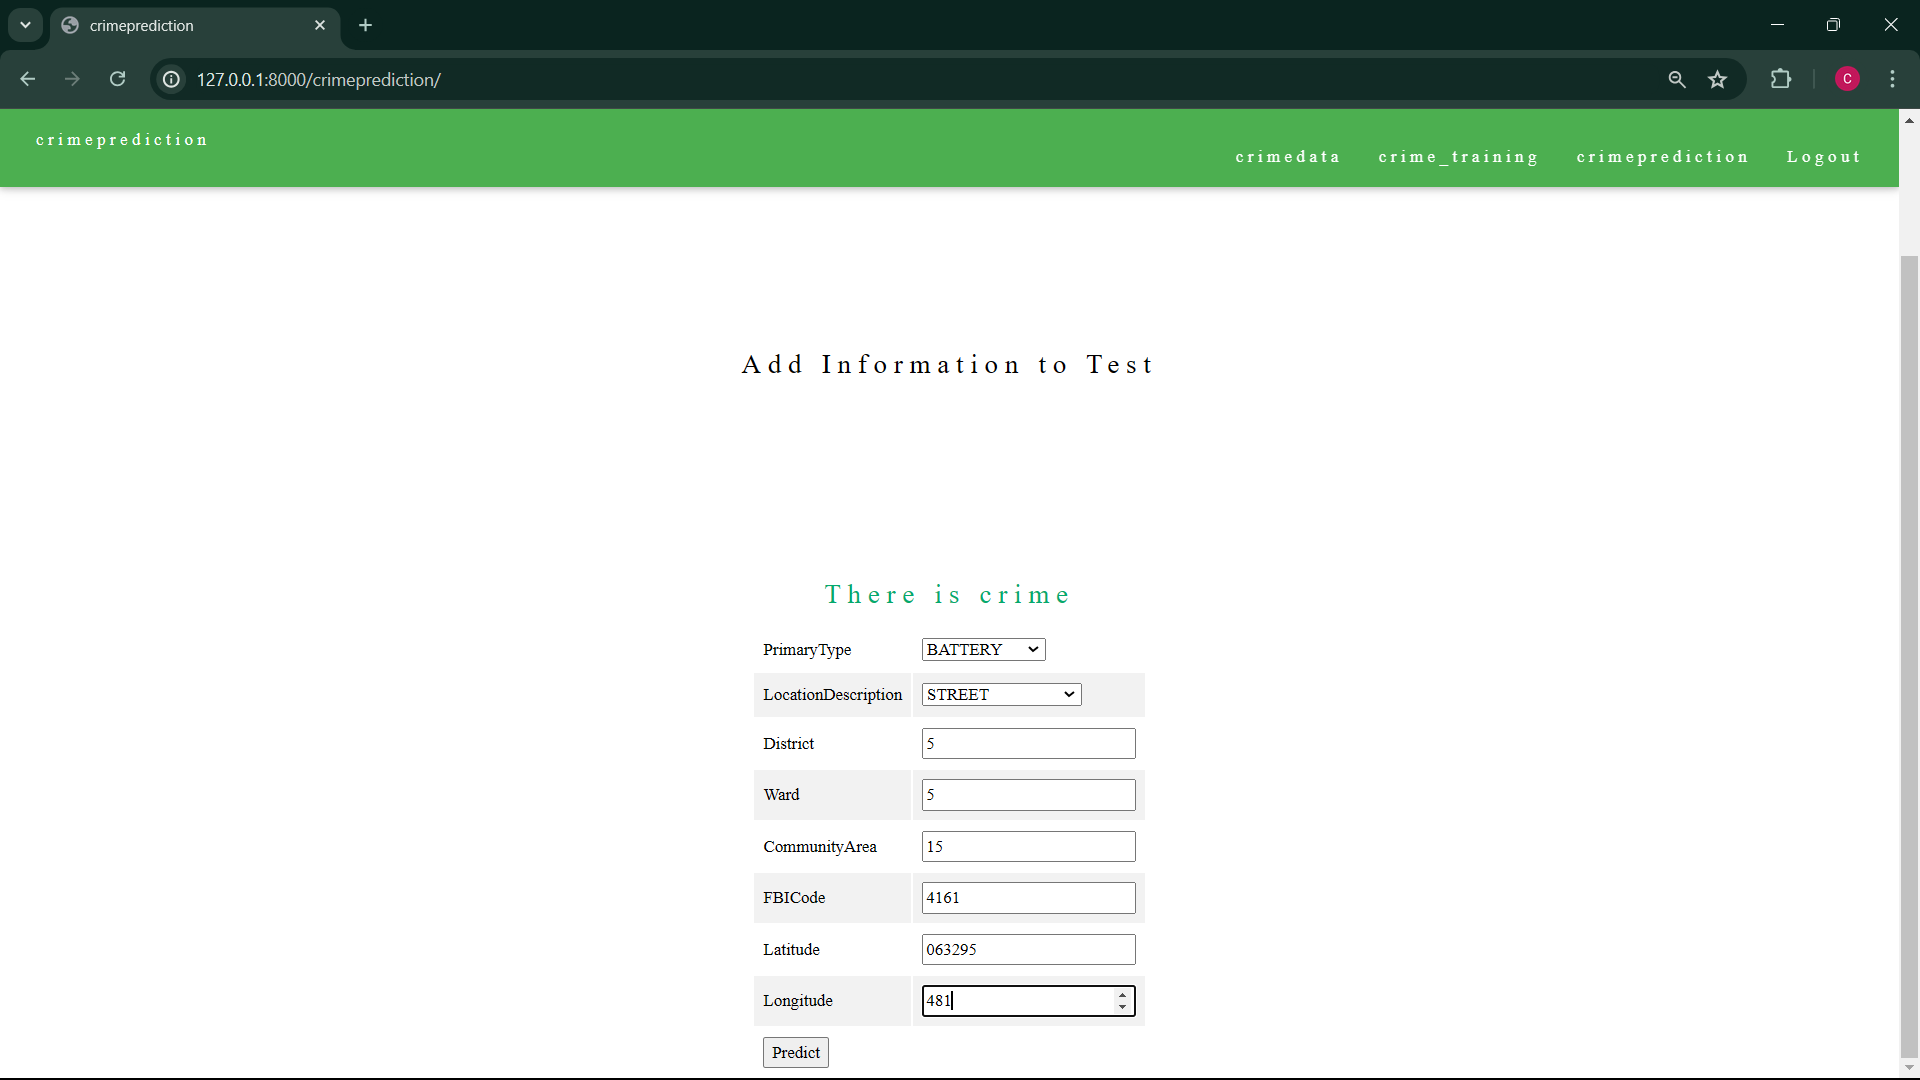 crimeprediction
127.0.0.1:8000/crimeprediction/
C
crimeprediction
crimedata crime_training crimeprediction Logout
Add Information to Test
There is crime
PrimaryType BATTERY
LocationDescription STREET
District 5
Ward 5
CommunityArea 15
FBICode 4161
Latitude 063295
Longitude 481
Predict